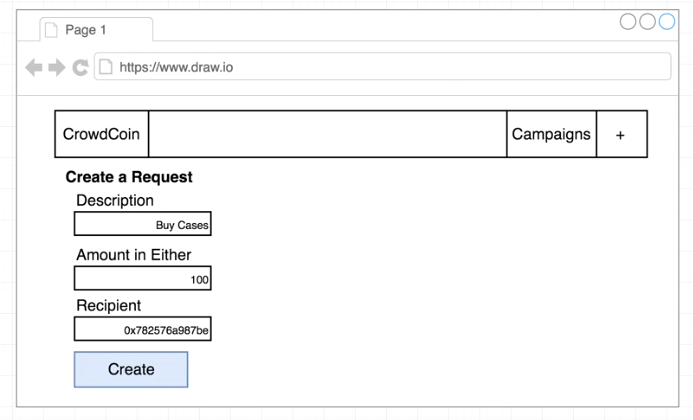 Page 1
https://www.draw.io
CrowdCoin Campaigns +
Create a Request
Description
Buy Cases
Amount in Either
100
Recipient
0x782576a987be
Create